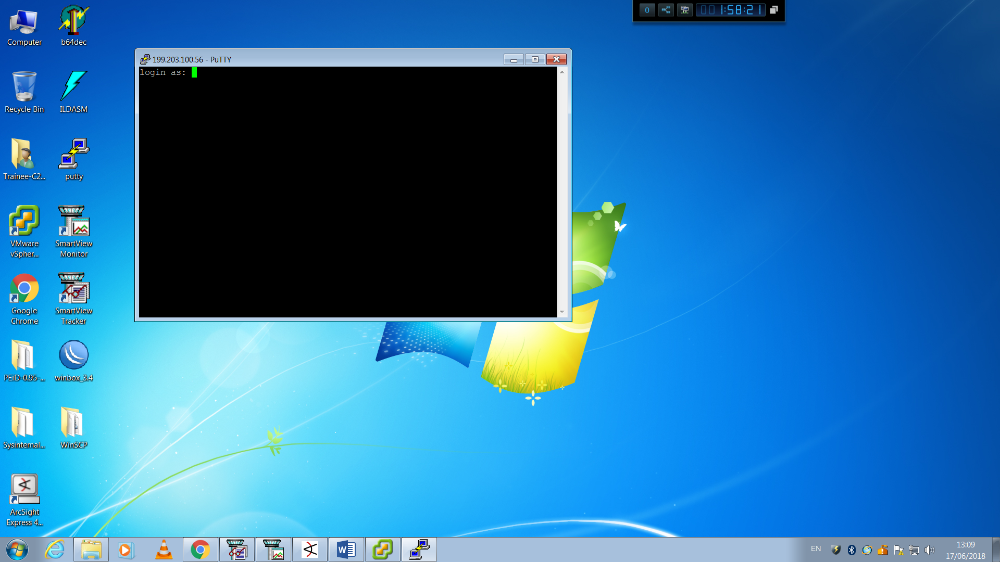 Computer
b64dec
Recycle Bin
ILDASM
Trainee-C2...
putty
VMware
vSpher...
SmartView
Monitor
Google
Chrome
SmartView
Tracker
PEiD-0.95-...
winbox_3.4
Sysinternal...
WinSCP
ArcSight
Express 4...
199.203.100.56 - PuTTY
login as:
0
1:58:21
W
EN
13:09
17/06/2018